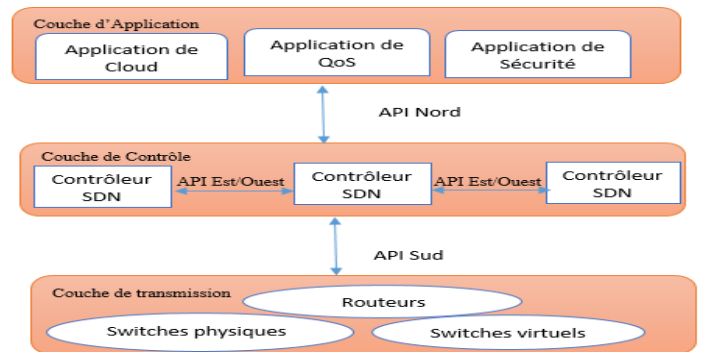 Couche d'Application
Application de
Cloud
Application de
QoS
Application de
Sécurité
API Nord
Couche de Contrôle
Contrôleur
SDN
API Est/Ouest
Contrôleur
SDN
API Est/Ouest
Contrôleur
SDN
API Sud
Couche de transmission
Routeurs
Switches physiques
Switches virtuels